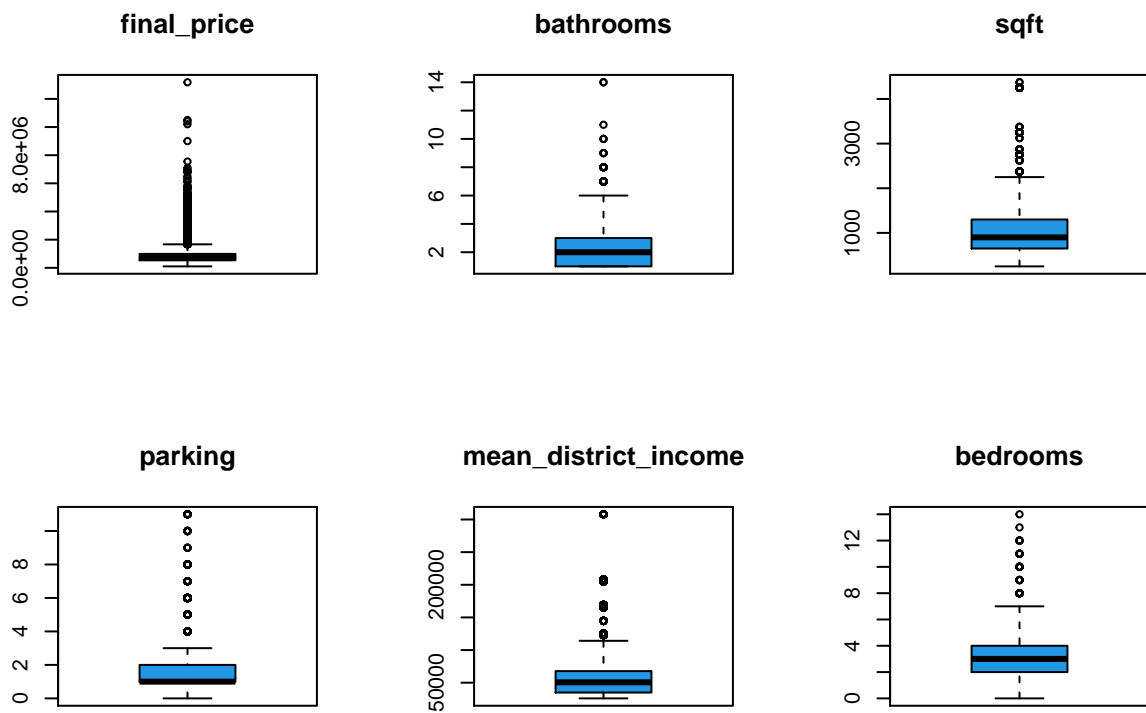 final_price
bathrooms
sqft
0.0e+00
8.0e+06
2
6
10
14
1000
3000
parking
mean_district_income
bedrooms
0
2
4
6
8
50000
200000
0
4
8
12